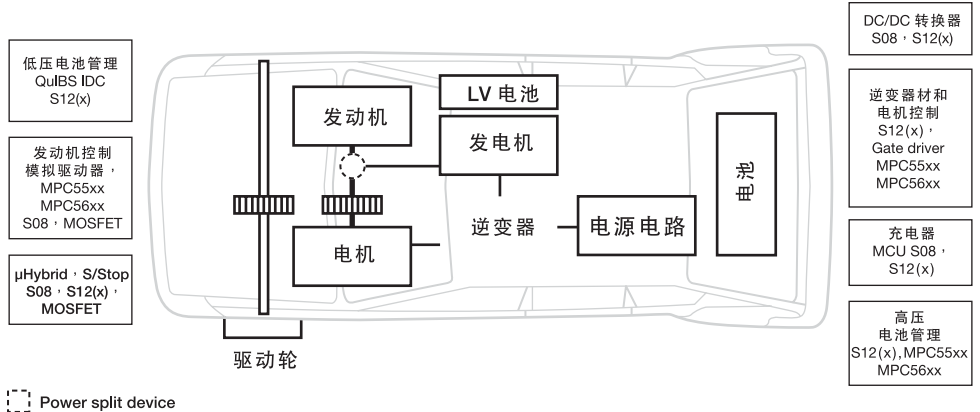 低压电池管理
QuIBS IDC
S12(x)
发动机控制
模拟驱动器，
MPC55xx
MPC56xx
S08，MOSFET
µHybrid，S/Stop
S08，S12(x)，
MOSFET
发动机
LV 电池
发电机
电机
逆变器
电源电路
电池
驱动轮
Power split device
DC/DC 转换器
S08，S12(x)
逆变器材和
电机控制
S12(x)，
Gate driver
MPC55xx
MPC56xx
充电器
MCU S08，
S12(x)
高压
电池管理
S12(x),MPC55xx
MPC56xx